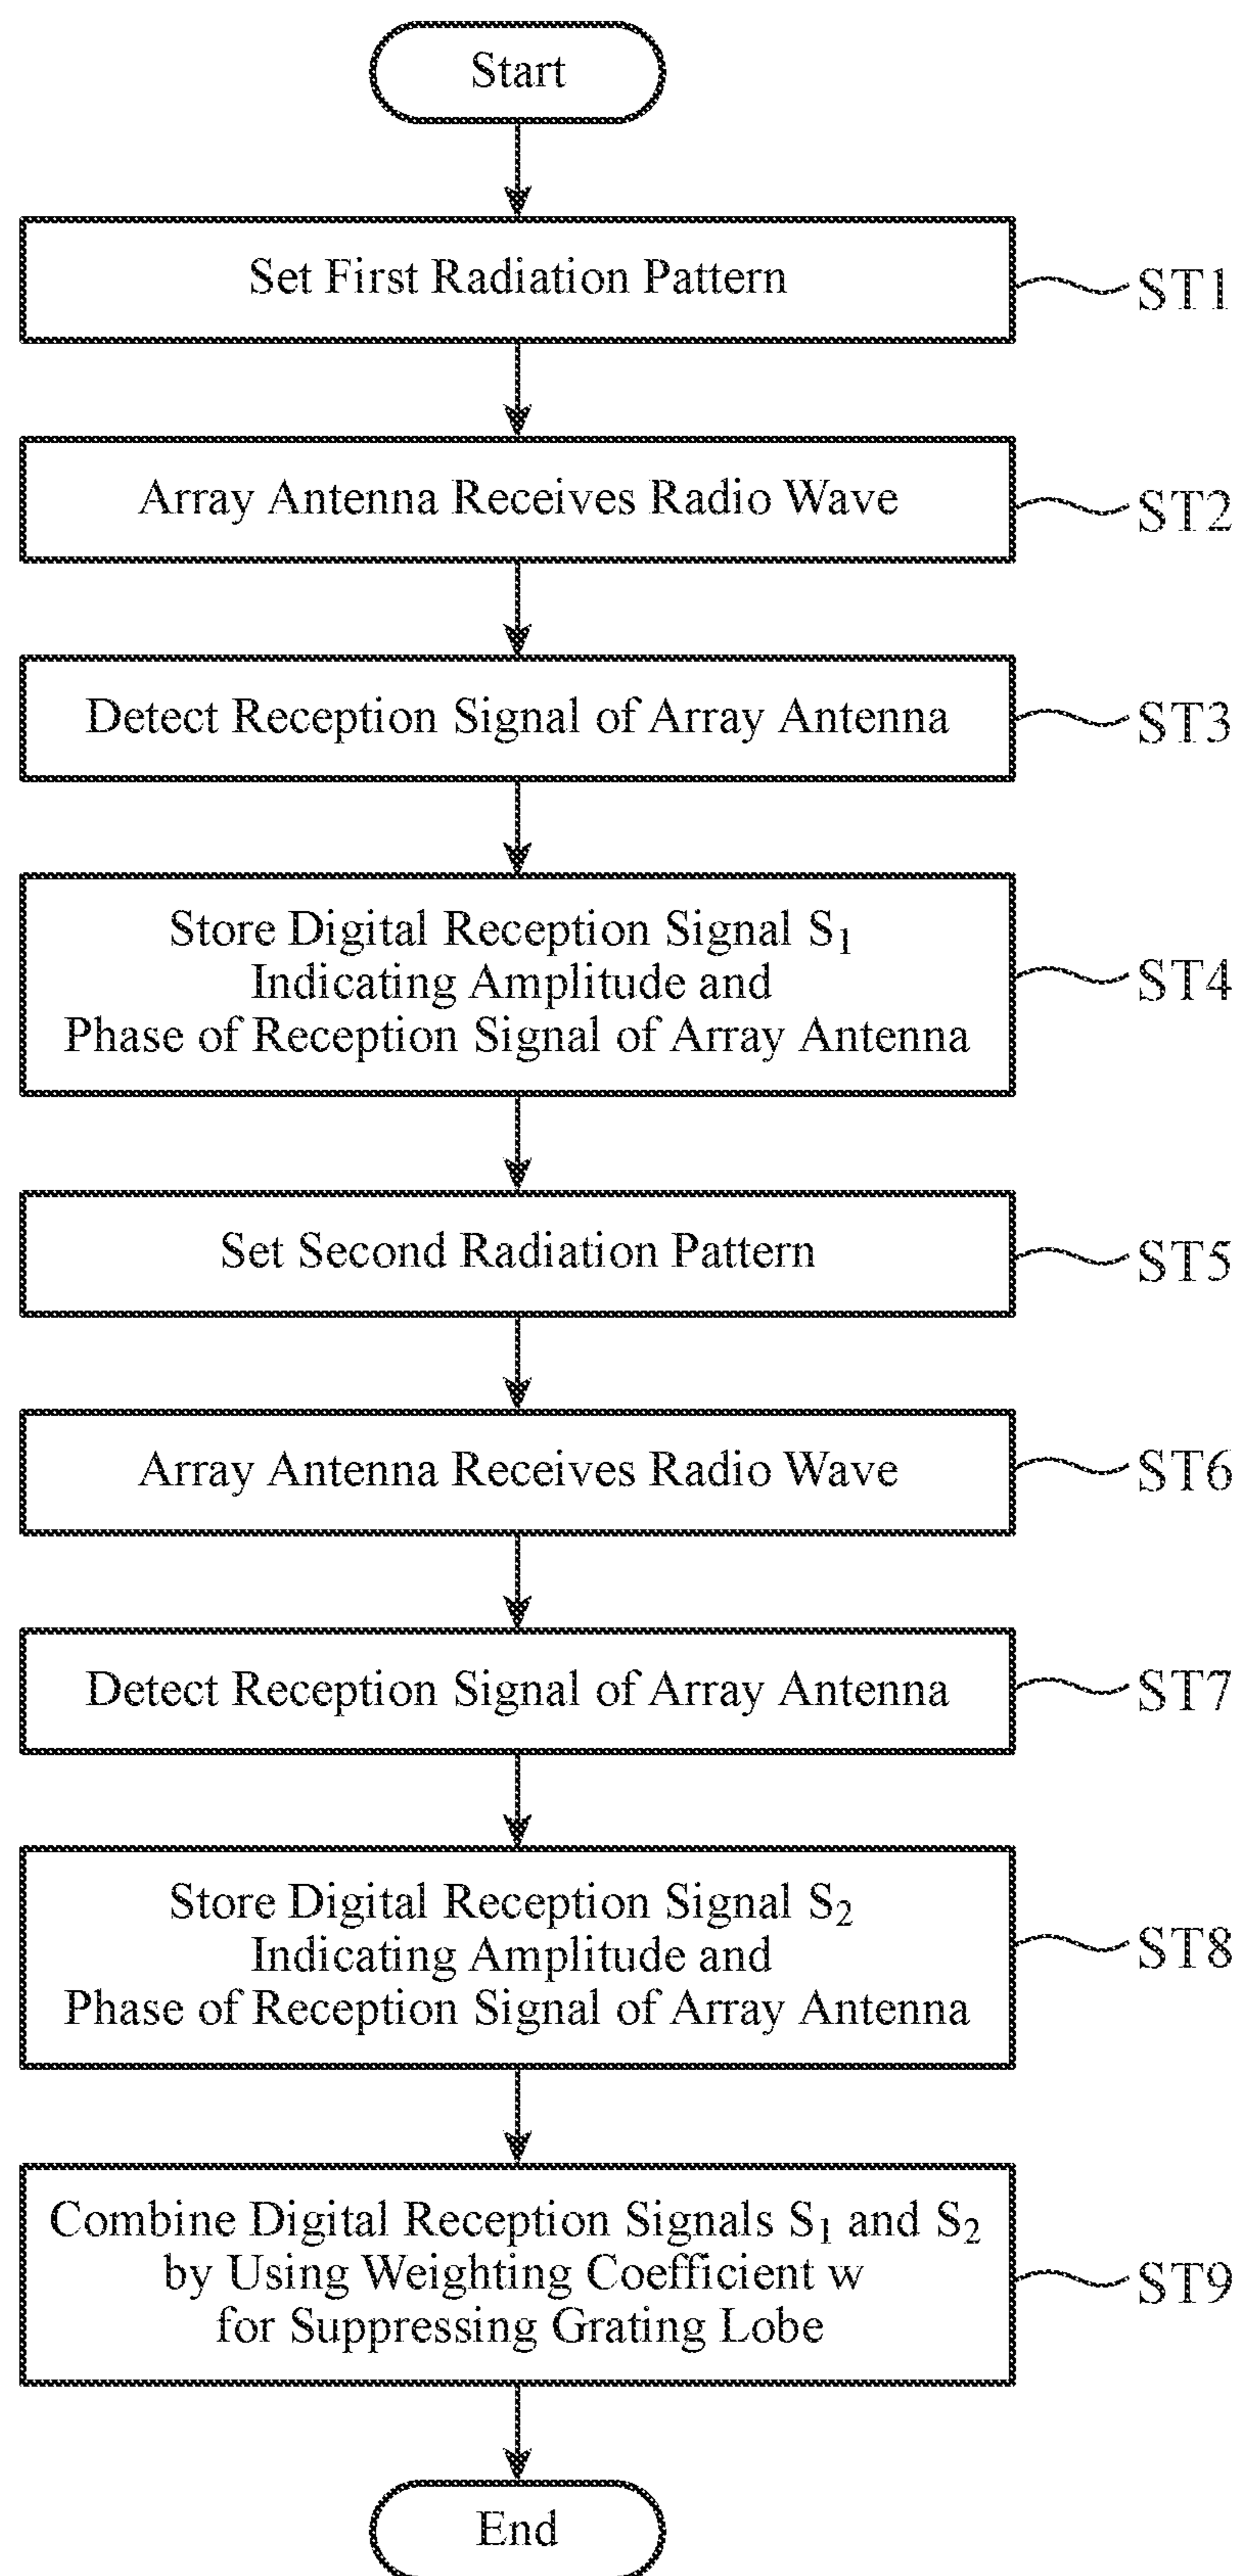 Start
Set First Radiation Pattern
ST1
Array Antenna Receives Radio Wave
ST2
Detect Reception Signal of Array Antenna
ST3
Store Digital Reception Signal S₁
Indicating Amplitude and
Phase of Reception Signal of Array Antenna
ST4
Set Second Radiation Pattern
ST5
Array Antenna Receives Radio Wave
ST6
Detect Reception Signal of Array Antenna
ST7
Store Digital Reception Signal S₂
Indicating Amplitude and
Phase of Reception Signal of Array Antenna
ST8
Combine Digital Reception Signals S₁ and S₂
by Using Weighting Coefficient w
for Suppressing Grating Lobe
ST9
End